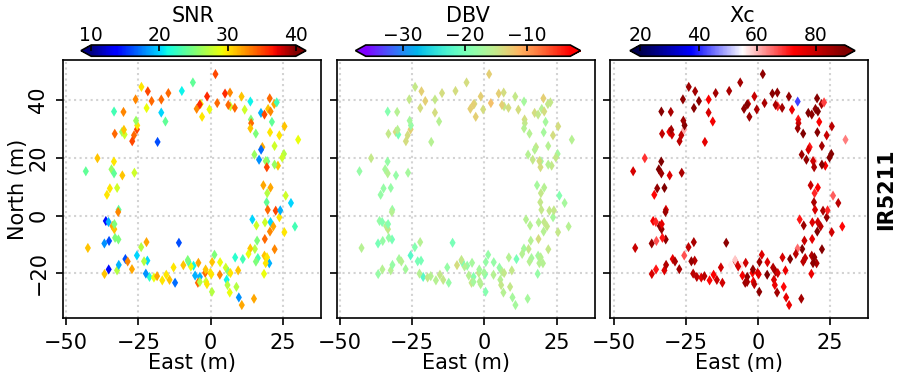 SNR DBV Xc
10 20 30 40 −30 −20 −10 20 40 60 80
40
20
0
−20
North (m)
IR5211
−50 −25 0 25 −50 −25 0 25 −50 −25 0 25
East (m) East (m) East (m)